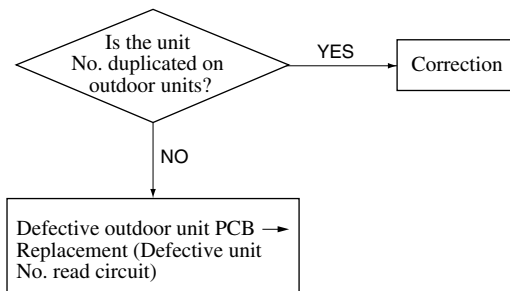 Is the unit
No. duplicated on
outdoor units?
YES
Correction
NO
Defective outdoor unit PCB →
Replacement (Defective unit
No. read circuit)